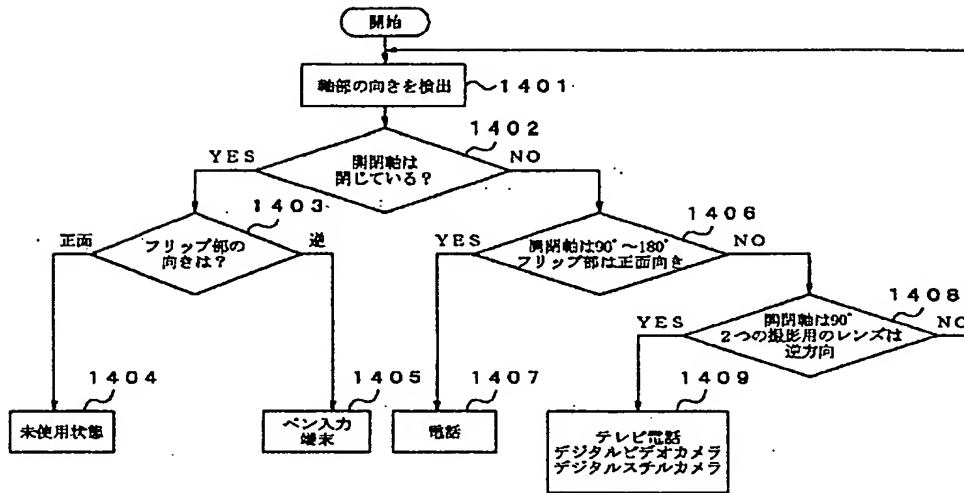 開始
軸部の向きを検出
1401
1402
YES
開閉軸は
閉じている？
NO
1403
正面
フリップ部の
向きは？
逆
1406
YES
開閉軸は90°～180°
フリップ部は正面向き
NO
1408
YES
開閉軸は90°
2つの撮影用のレンズは
逆方向
NO
1404
未使用状態
1405
ペン入力
端末
1407
電話
1409
テレビ電話
デジタルビデオカメラ
デジタルスチルカメラ